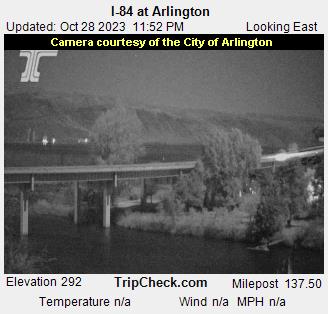 I-84 at Arlington
Updated: Oct 28 2023 11:52 PM Looking East
Camera courtesy of the City of Arlington
Elevation 292 TripCheck.com Milepost 137.50
Temperature n/a Wind n/a MPH n/a